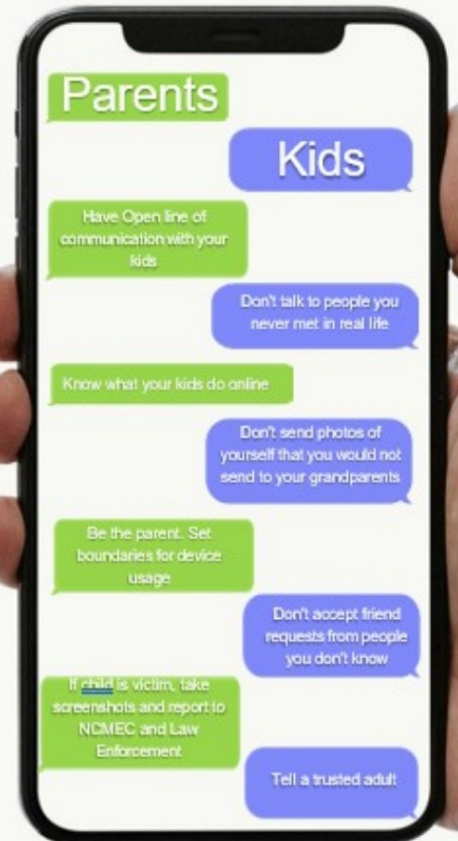 Parents
Kids
Have Open line of
communication with your
kids
Don't talk to people you
never met in real life
Know what your kids do online
Don't send photos of
yourself that you would not
send to your grandparents
Be the parent. Set
boundaries for device
usage
Don't accept friend
requests from people
you don't know
If child is victim, take
screenshots and report to
NCMEC and Law
Enforcement
Tell a trusted adult